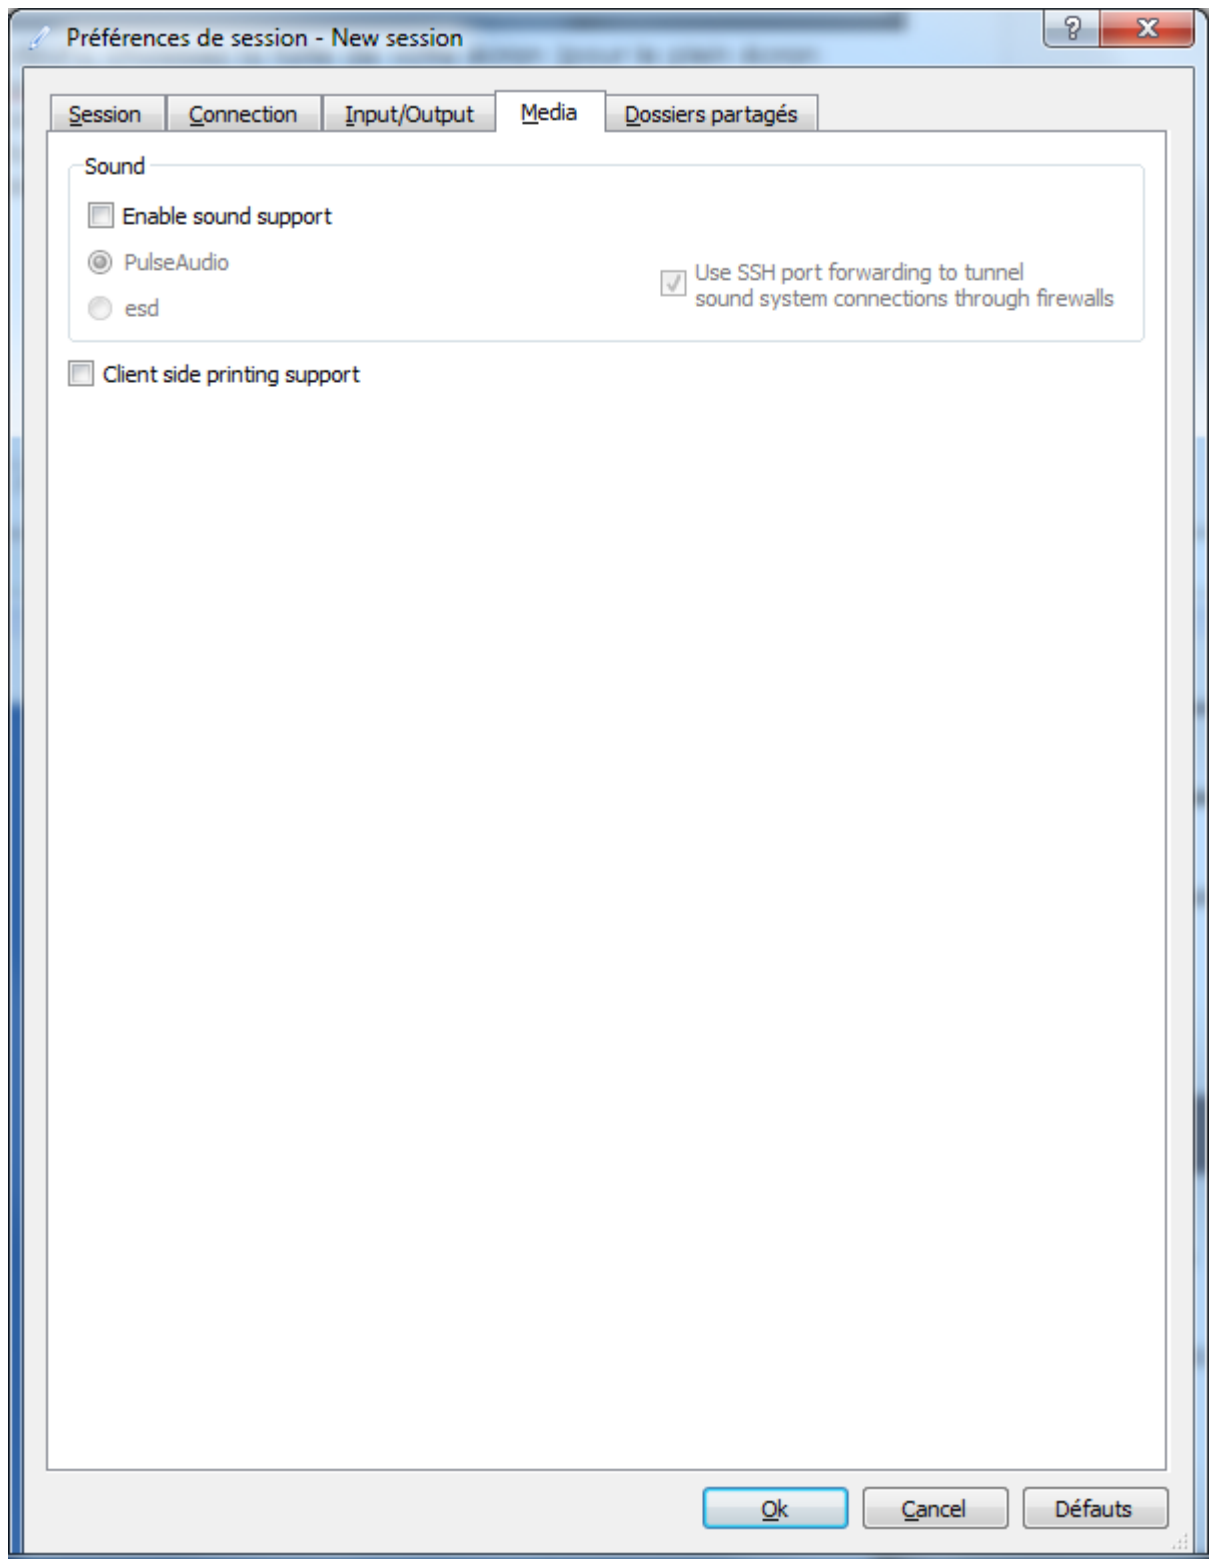 Préférences de session - New session
Session Connection Input/Output Media Dossiers partagés
Sound
Enable sound support
PulseAudio
Use SSH port forwarding to tunnel
sound system connections through firewalls
esd
Client side printing support
Ok Cancel Défauts